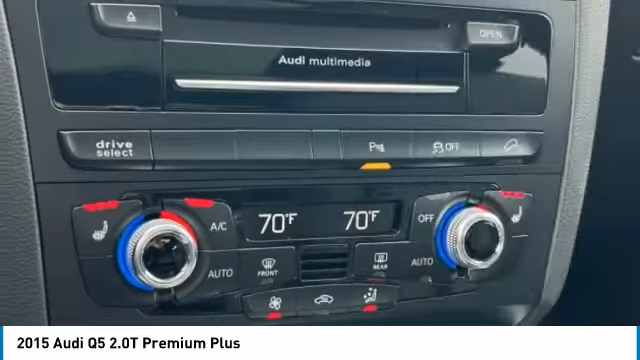 OPEN
Audi multimedia
drive
select
P
OFF
A/C
70°F
70°F
OFF
AUTO
FRONT
REAR
AUTO
2015 Audi Q5 2.0T Premium Plus